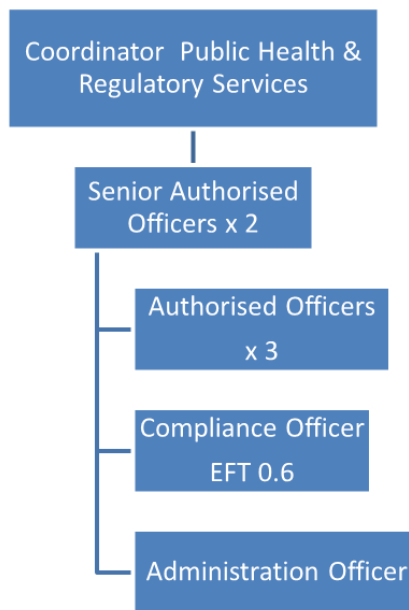 Coordinator  Public Health &
Regulatory Services
Senior Authorised
Officers x 2
Authorised Officers
x 3
Compliance Officer
EFT 0.6
Administration Officer